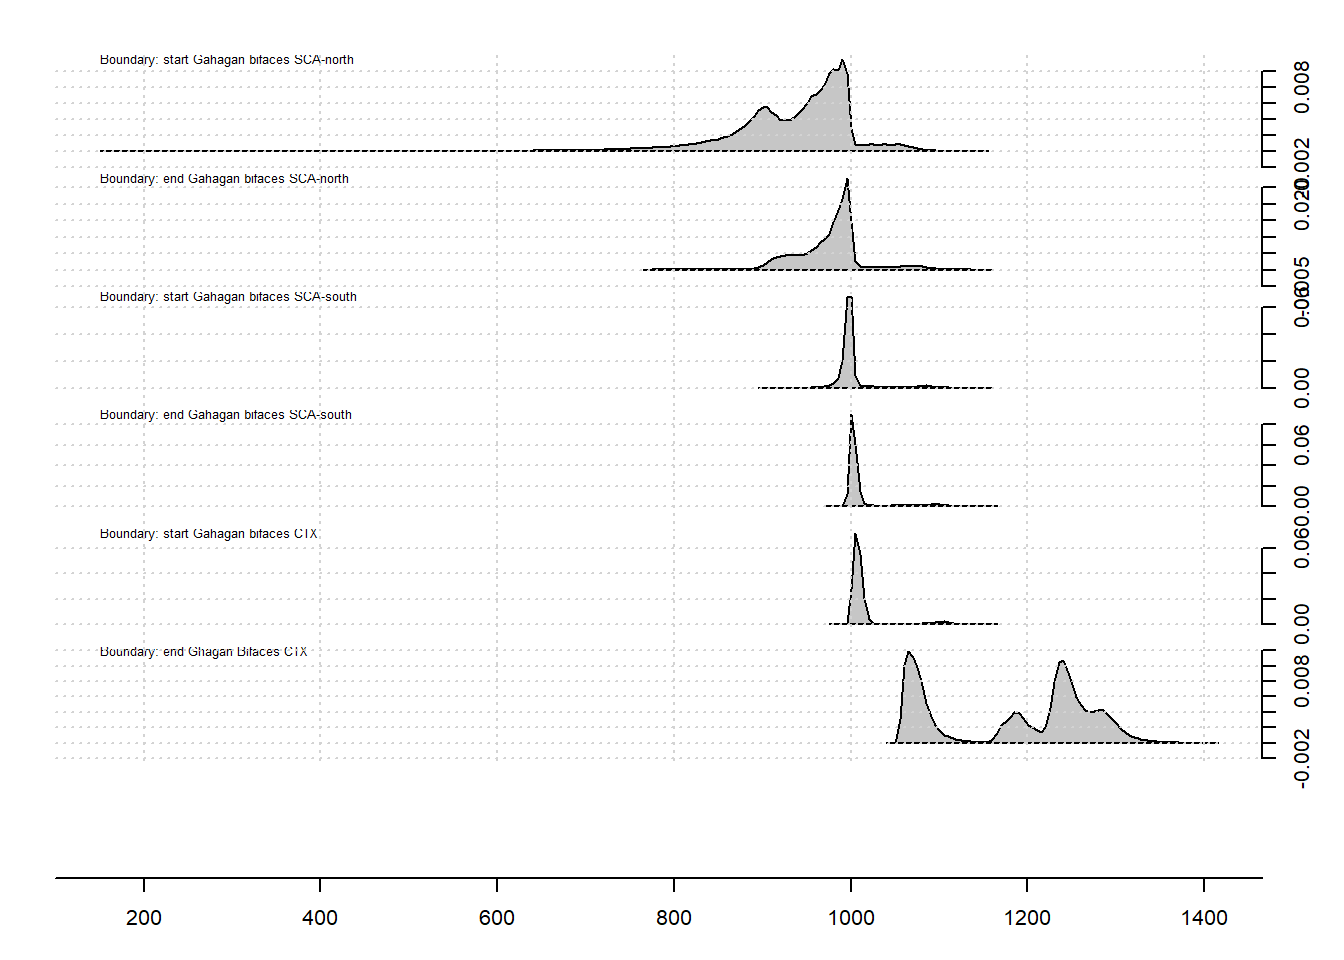 Boundary: start Gahagan bifaces SCA-north
0.008
0.002
Boundary: end Gahagan bifaces SCA-north
0.020
-0.005
Boundary: start Gahagan bifaces SCA-south
0.06
0.00
Boundary: end Gahagan bifaces SCA-south
0.06
0.00
Boundary: start Gahagan bifaces CTX
0.06
0.00
Boundary: end Ghagan Bifaces CTX
0.008
-0.002
200 400 600 800 1000 1200 1400